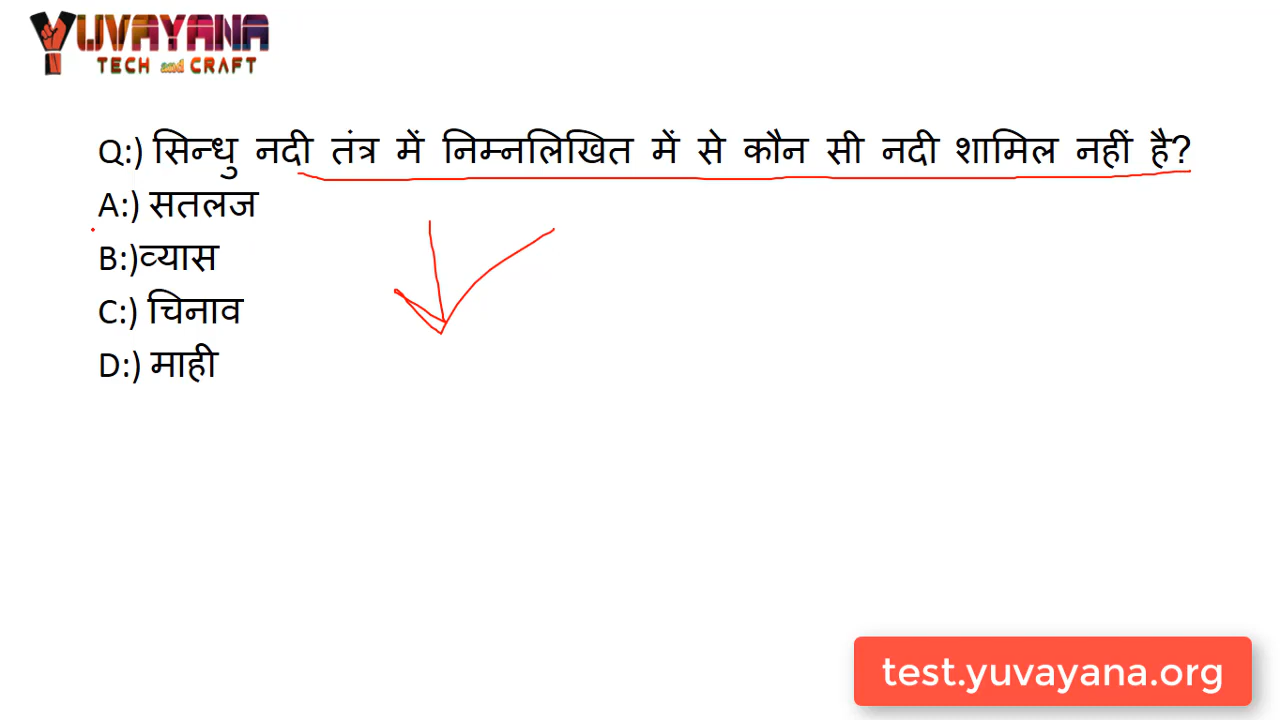 YUVAYANA
TECH and CRAFT
Q:) सिन्धु नदी तंत्र में निम्नलिखित में से कौन सी नदी शामिल नहीं है?
A:) सतलज
B:)व्यास
C:) चिनाव
D:) माही
test.yuvayana.org